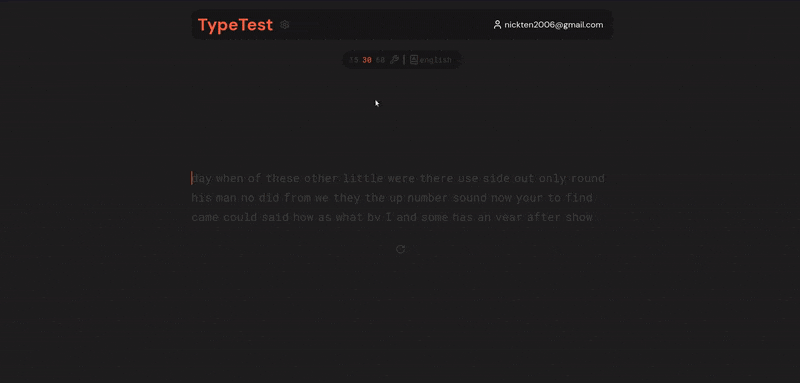 TypeTest
nickten2006@gmail.com
15 30 60 english
day when of these other little were there use side out only round
his man no did from we they the up number sound now your to find
came could said how as what by I and some has an year after show